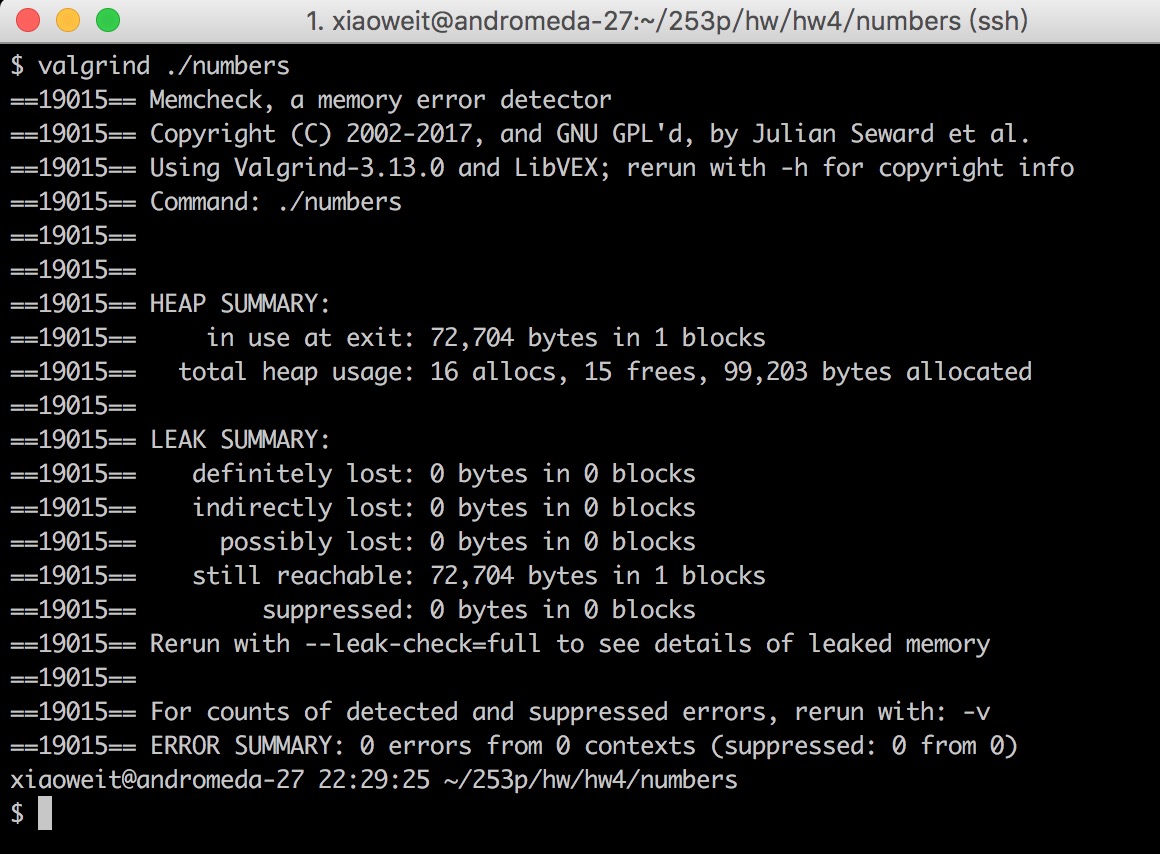 1. xiaoweit@andromeda-27:~/253p/hw/hw4/numbers (ssh)
$ valgrind ./numbers
==19015== Memcheck, a memory error detector
==19015== Copyright (C) 2002-2017, and GNU GPL'd, by Julian Seward et al.
==19015== Using Valgrind-3.13.0 and LibVEX; rerun with -h for copyright info
==19015== Command: ./numbers
==19015==
==19015==
==19015== HEAP SUMMARY:
==19015==     in use at exit: 72,704 bytes in 1 blocks
==19015==   total heap usage: 16 allocs, 15 frees, 99,203 bytes allocated
==19015==
==19015== LEAK SUMMARY:
==19015==    definitely lost: 0 bytes in 0 blocks
==19015==    indirectly lost: 0 bytes in 0 blocks
==19015==      possibly lost: 0 bytes in 0 blocks
==19015==    still reachable: 72,704 bytes in 1 blocks
==19015==         suppressed: 0 bytes in 0 blocks
==19015== Rerun with --leak-check=full to see details of leaked memory
==19015==
==19015== For counts of detected and suppressed errors, rerun with: -v
==19015== ERROR SUMMARY: 0 errors from 0 contexts (suppressed: 0 from 0)
xiaoweit@andromeda-27 22:29:25 ~/253p/hw/hw4/numbers
$